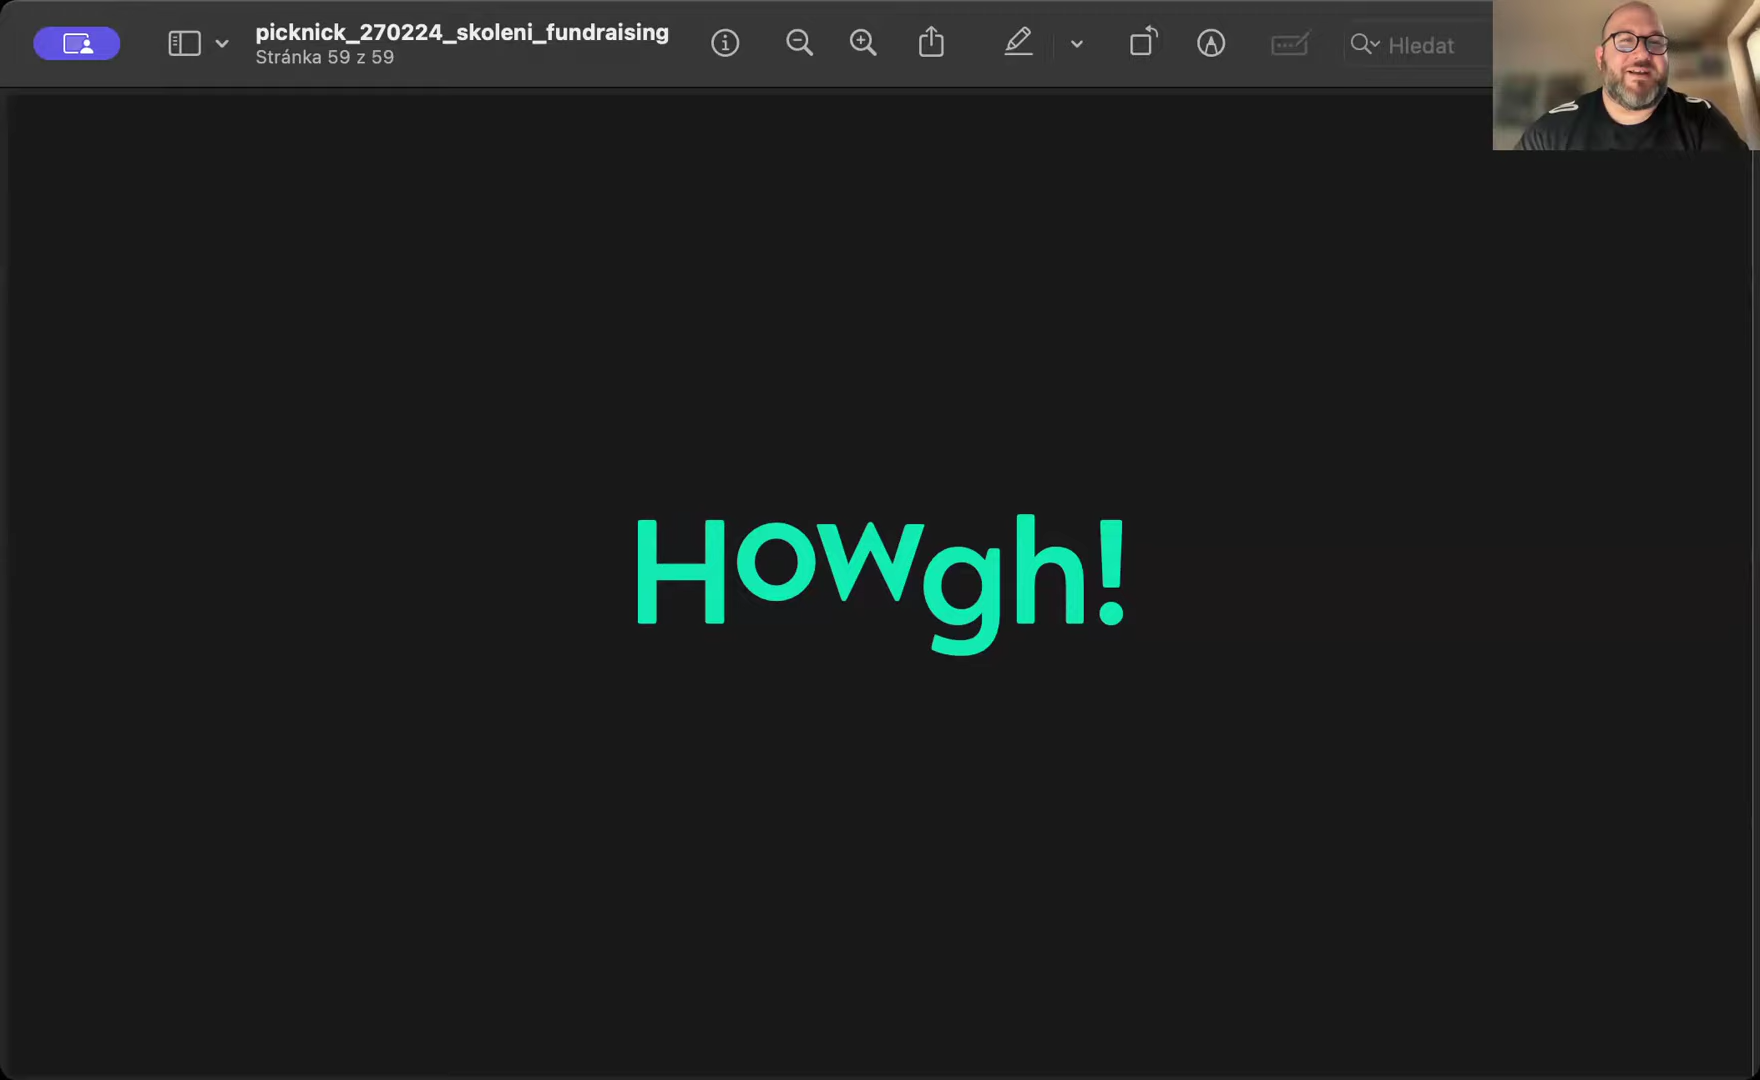 picknick_270224_skoleni_fundraising
Stránka 59 z 59
Hledat
Howgh!